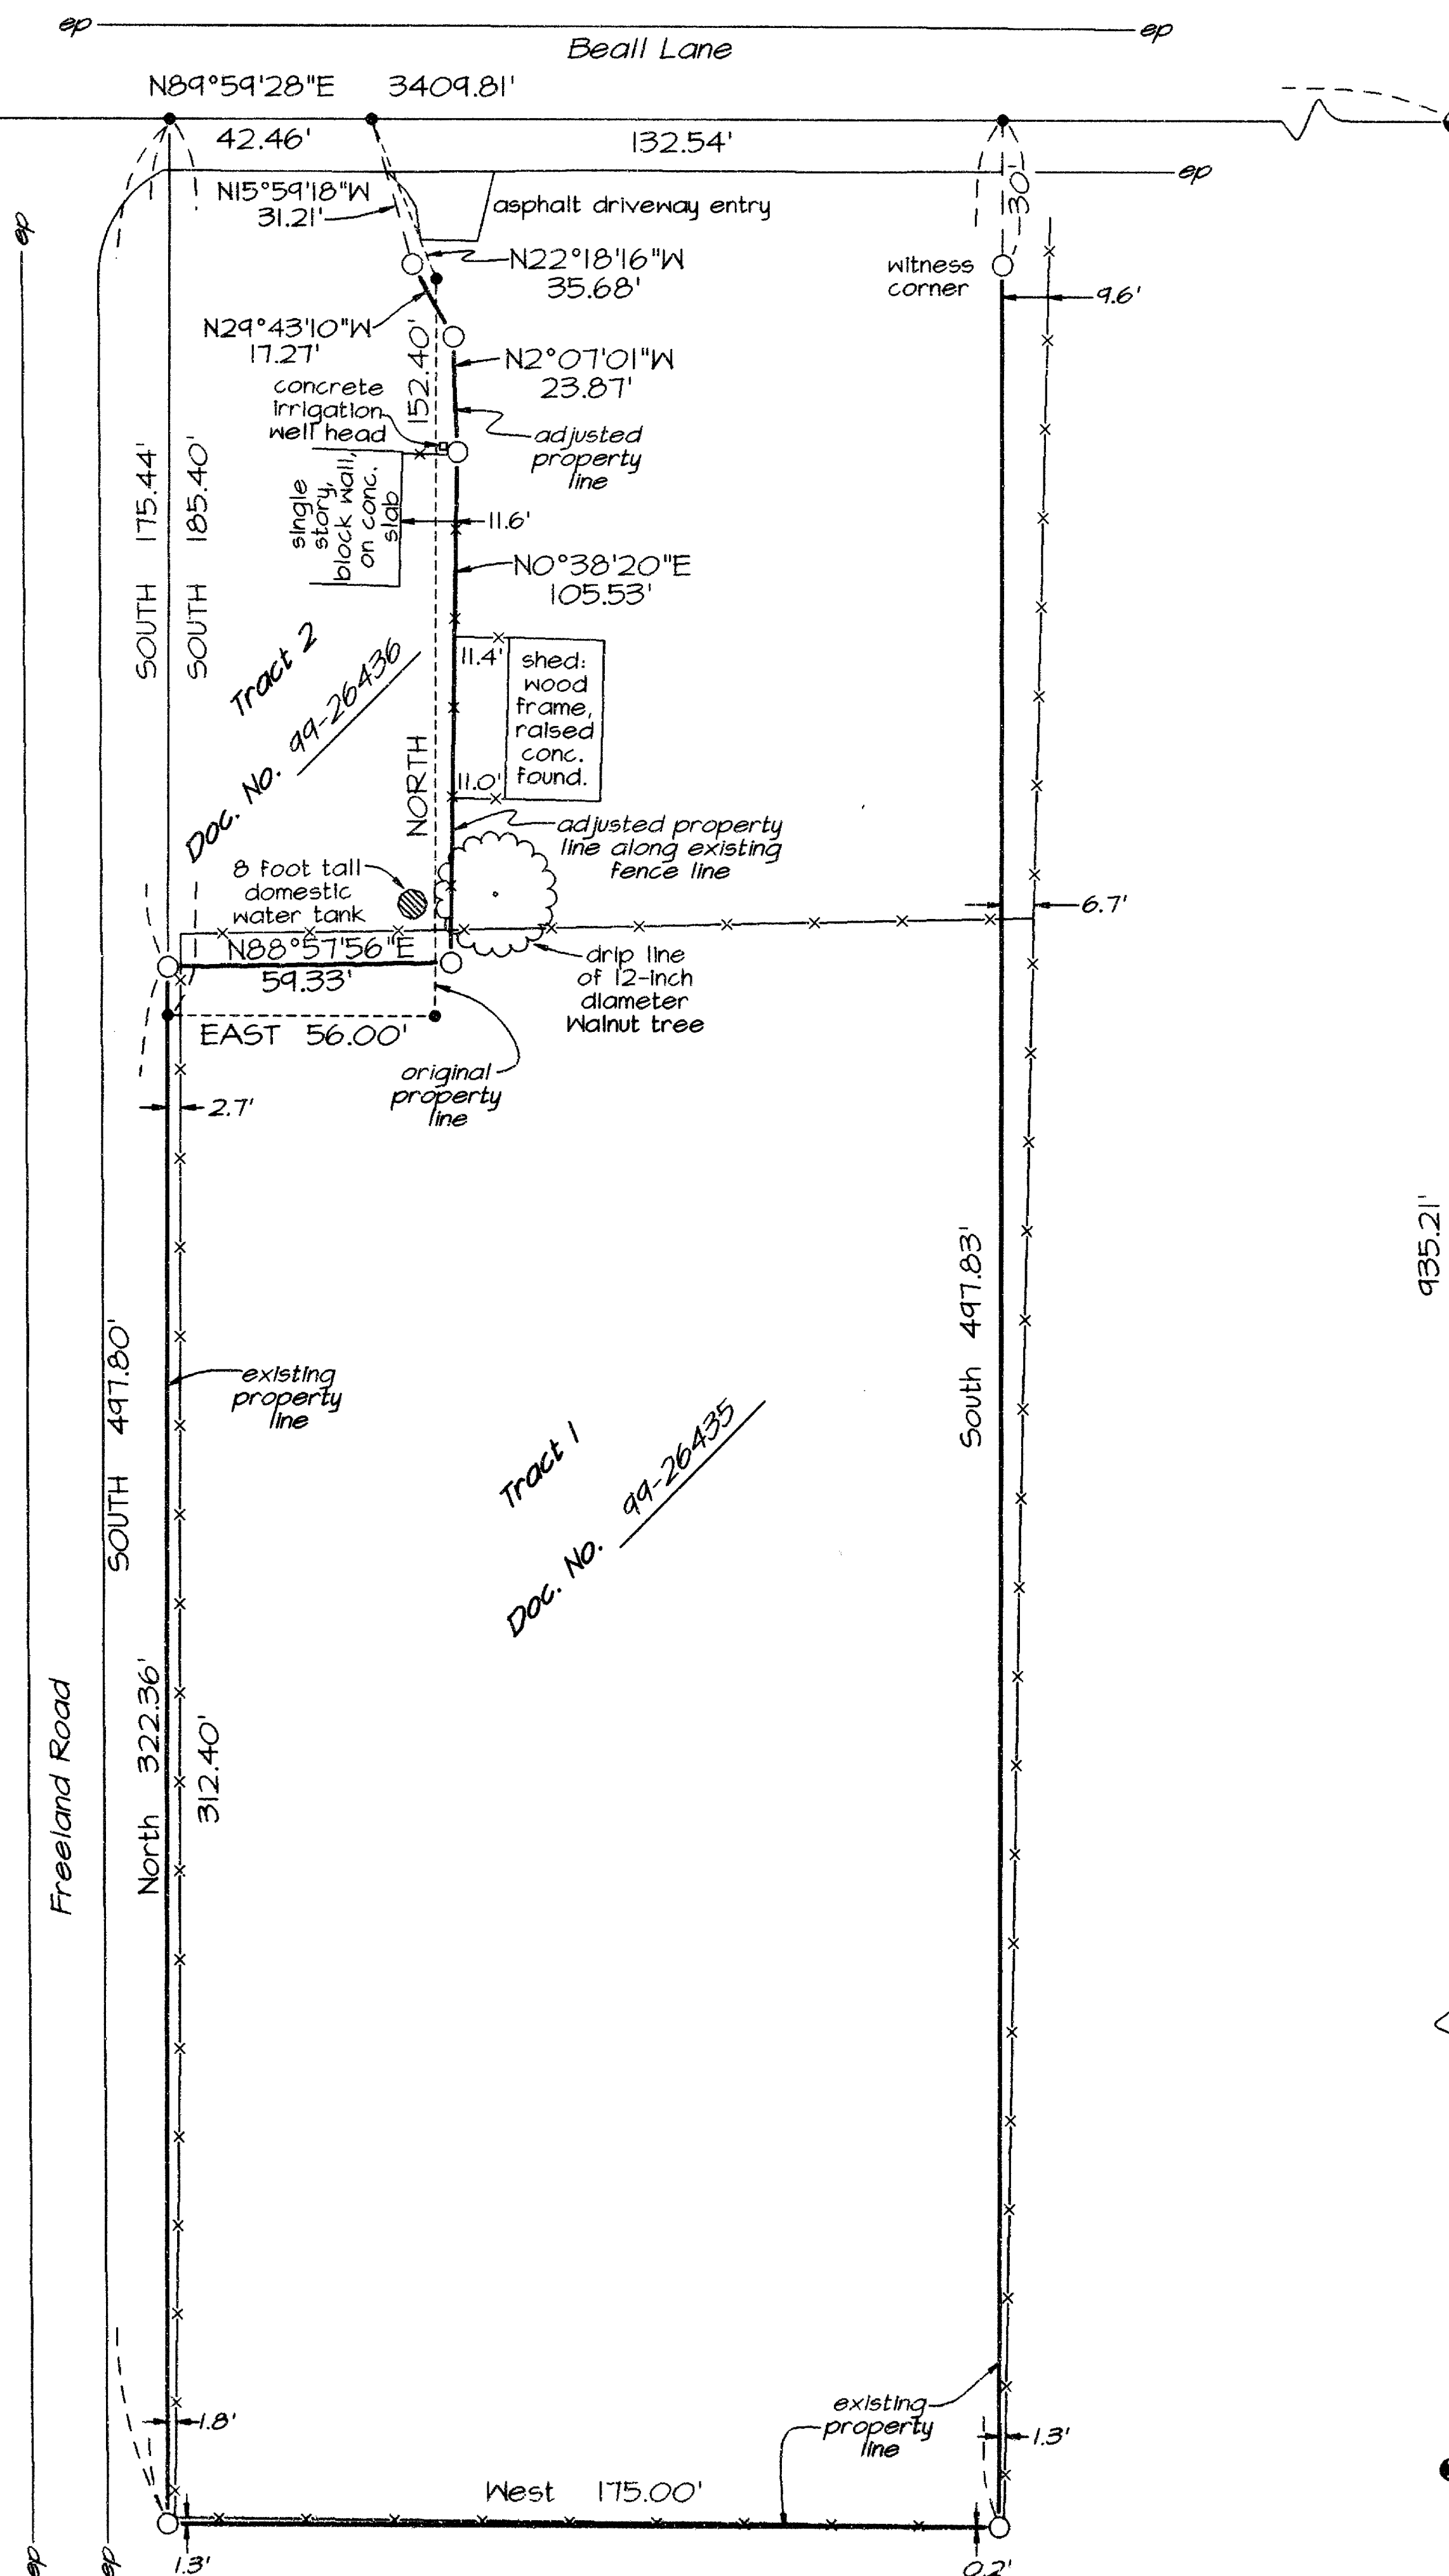 ep
ep
Beall Lane
N89°59'28"E 3409.81'
42.46'
132.54'
N15°59'18"W
31.21'
asphalt driveway entry
ep
ep
30'
N22°18'16"W
35.68'
witness
corner
9.6'
N29°43'10"W
17.27'
152.40'
N2°07'01"W
23.87'
concrete
irrigation
well head
adjusted
property
line
single
story,
block wall,
on conc.
slab
11.6'
SOUTH 175.44'
SOUTH 185.40'
N0°38'20"E
105.53'
Tract 2
Doc. No. 99-26436
11.4'
shed:
wood
frame,
raised
conc.
found.
11.0'
NORTH
adjusted property
line along existing
fence line
8 foot tall
domestic
water tank
6.7'
N88°57'56"E
59.33'
drip line
of 12-inch
diameter
Walnut tree
EAST 56.00'
original
property
line
2.7'
935.21'
South 497.83'
SOUTH 497.80'
existing
property
line
Tract 1
Doc. No. 99-26435
Freeland Road
North 322.36'
312.40'
1.8'
existing
property
line
1.3'
West 175.00'
ep
ep
1.3'
0.2'